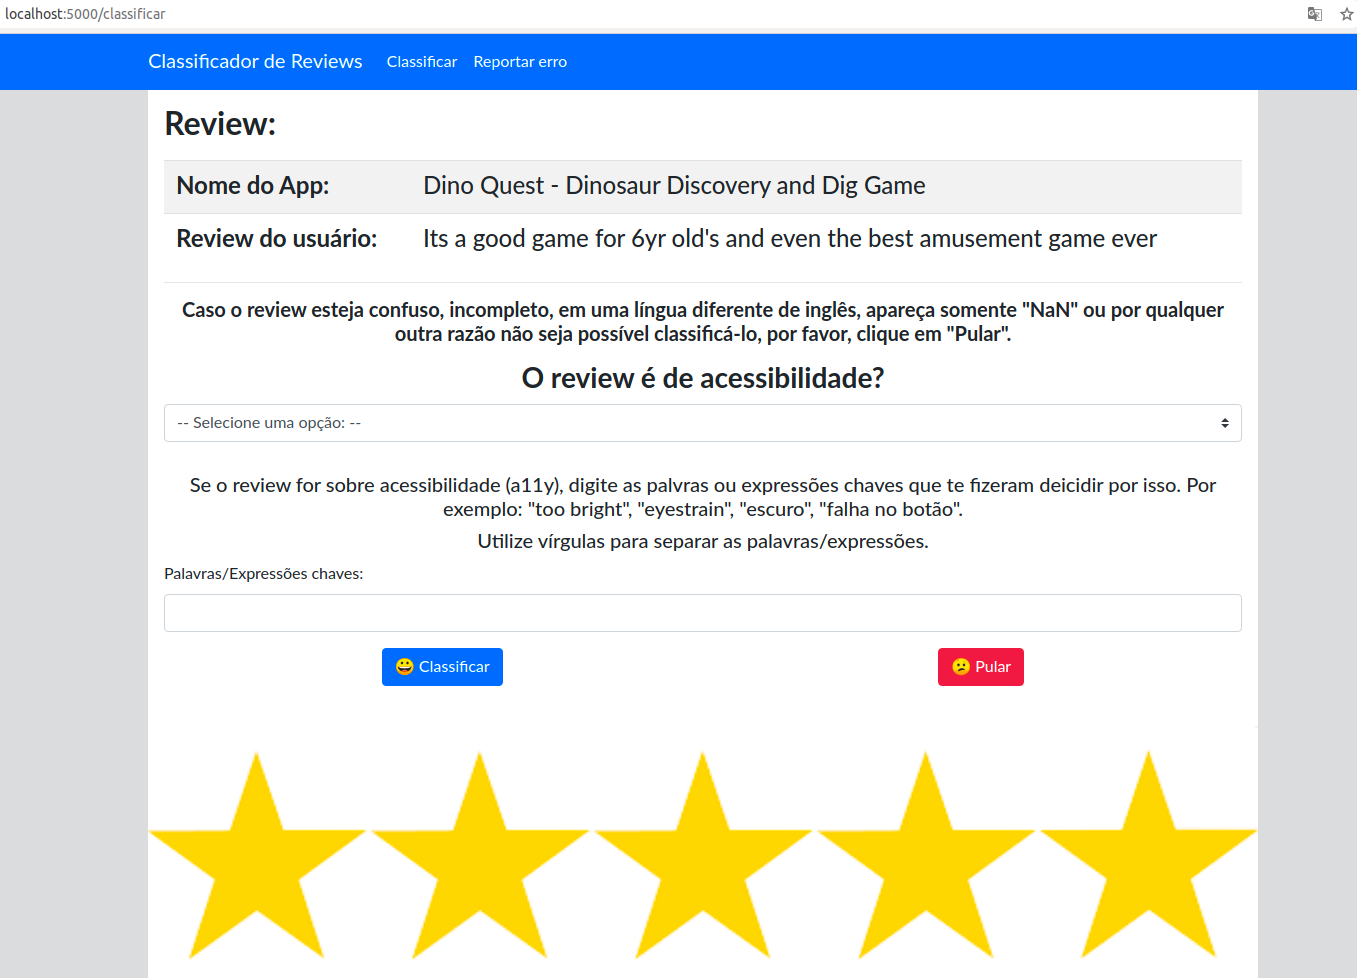 localhost:5000/classificar
Classificador de Reviews Classificar Reportar erro
Review:
Nome do App: Dino Quest - Dinosaur Discovery and Dig Game
Review do usuário: Its a good game for 6yr old's and even the best amusement game ever
Caso o review esteja confuso, incompleto, em uma língua diferente de inglês, apareça somente "NaN" ou por qualquer
outra razão não seja possível classificá-lo, por favor, clique em "Pular".
O review é de acessibilidade?
-- Selecione uma opção: --
Se o review for sobre acessibilidade (a11y), digite as palvras ou expressões chaves que te fizeram deicidir por isso. Por
exemplo: "too bright", "eyestrain", "escuro", "falha no botão".
Utilize vírgulas para separar as palavras/expressões.
Palavras/Expressões chaves:
😀 Classificar 😕 Pular